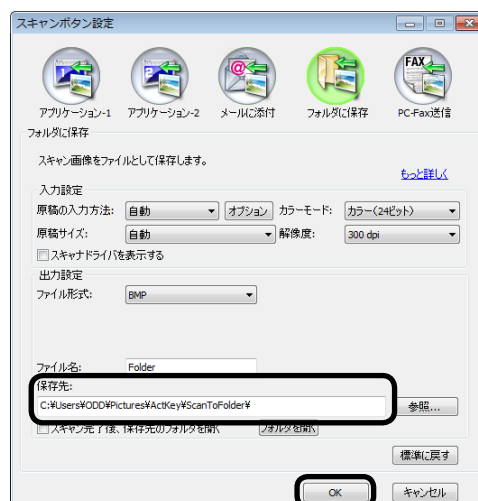 スキャンボタン設定
FAX
アプリケーション-1 アプリケーション-2 メールに添付 フォルダに保存 PC-Fax送信
フォルダに保存
スキャン画像をファイルとして保存します。
もっと詳しく
入力設定
原稿の入力方法: 自動 オプション カラーモード: カラー(24ビット)
原稿サイズ: 自動 解像度: 300 dpi
スキャナドライバを表示する
出力設定
ファイル形式: BMP
ファイル名: Folder
保存先:
C:¥Users¥ODD¥Pictures¥ActKey¥ScanToFolder¥ 参照...
スキャン完了後、保存先のフォルダを開く フォルダを開く
標準に戻す
OK キャンセル